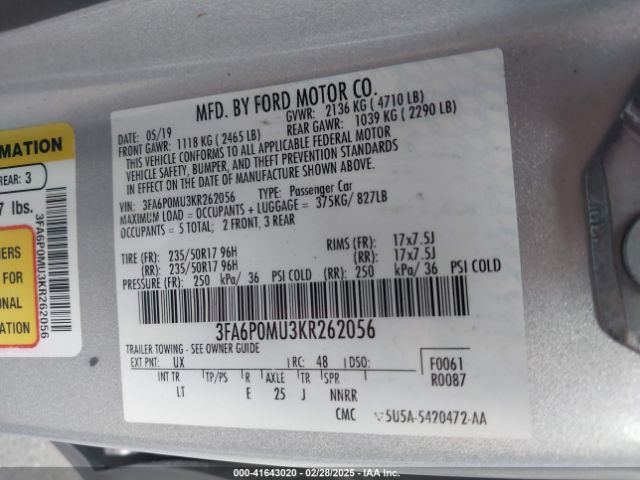 MFD. BY FORD MOTOR CO.
DATE: 05/19 GVWR: 2136 KG ( 4710 LB)
FRONT GAWR: 1118 KG ( 2465 LB) REAR GAWR: 1039 KG ( 2290 LB)
THIS VEHICLE CONFORMS TO ALL APPLICABLE FEDERAL MOTOR
VEHICLE SAFETY, BUMPER, AND THEFT PREVENTION STANDARDS
IN EFFECT ON THE DATE OF MANUFACTURE SHOWN ABOVE.
VIN: 3FA6P0MU3KR262056 TYPE: Passenger Car
MAXIMUM LOAD = OCCUPANTS + LUGGAGE = 375KG/ 827LB
OCCUPANTS = 5 TOTAL; 2 FRONT, 3 REAR
TIRE (FR): 235/50R17 96H RIMS (FR): 17x7.5J
(RR): 235/50R17 96H (RR): 17x7.5J
PRESSURE (FR): 250 kPa/ 36 PSI COLD (RR): 250 kPa/ 36 PSI COLD
3FA6P0MU3KR262056
TRAILER TOWING - SEE OWNER GUIDE
EXT PNT: UX RC: 48 DSO: F0061
INT TR TP/PS R AXLE TR SPR R0087
LT E 25 J NNRR
CMC 5U5A-5420472-AA
MATION
REAR: 3
7 lbs.
3FA6P0MU3KR262056
FOR
ONAL
ON
000-41643020 | 02/28/2025 | IAA Inc.